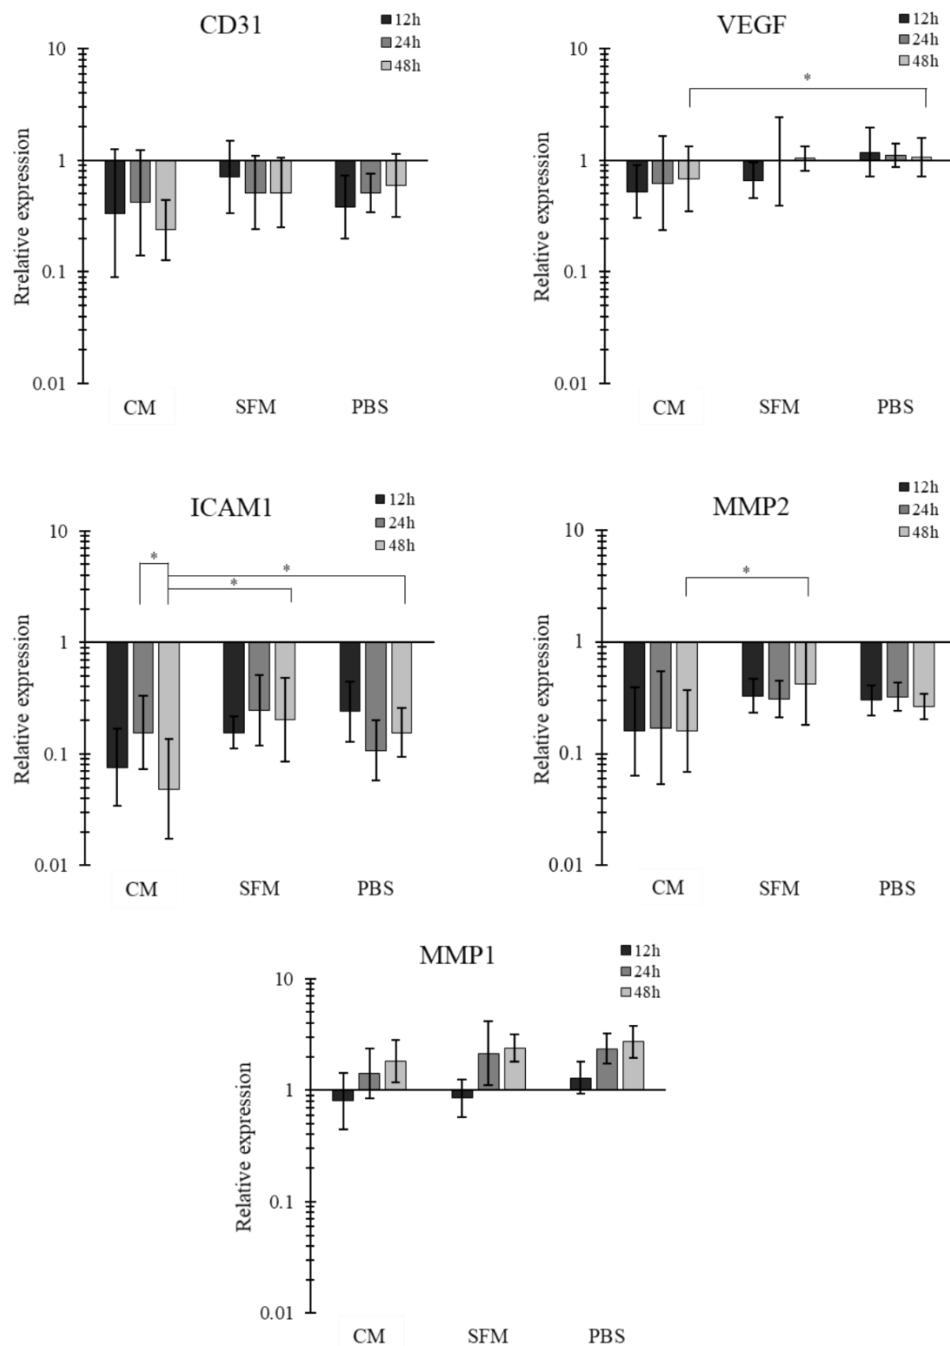 CD31
12h
24h
48h
10
1
0.1
0.01
Rrelative expression
CM
SFM
PBS
VEGF
12h
24h
48h
*
10
1
0.1
0.01
Relative expression
CM
SFM
PBS
ICAM1
12h
24h
48h
*
*
*
10
1
0.1
0.01
Relative expression
CM
SFM
PBS
MMP2
12h
24h
48h
*
10
1
0.1
0.01
Relative expression
CM
SFM
PBS
MMP1
12h
24h
48h
10
1
0.1
0.01
Relative expression
CM
SFM
PBS